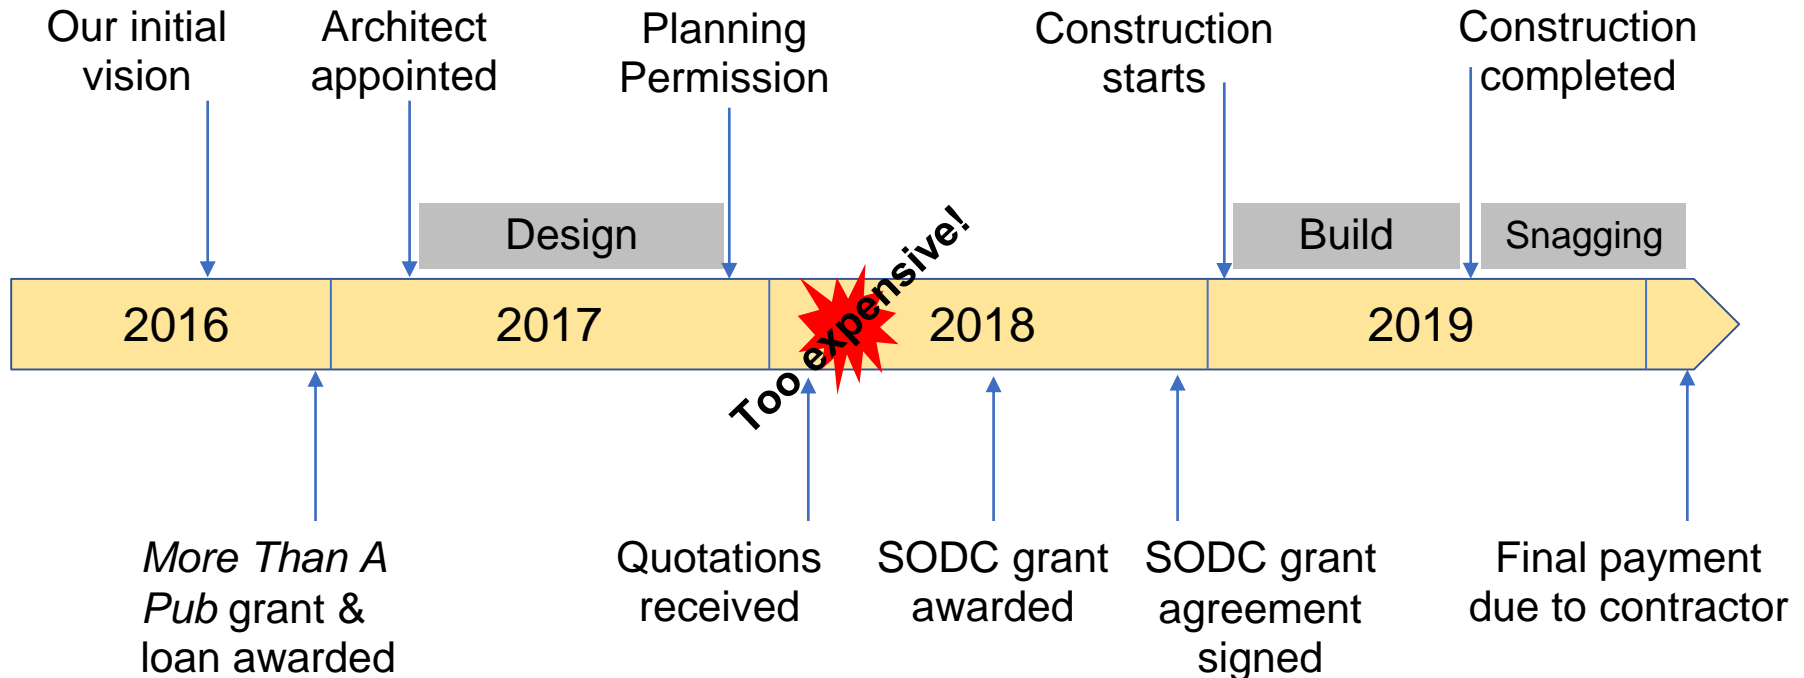 Our initial
vision
Architect
appointed
Planning
Permission
Construction
starts
Construction
completed
Design
Build
Snagging
Too expensive!
2016
2017
2018
2019
More Than A
Pub grant &
loan awarded
Quotations
received
SODC grant
awarded
SODC grant
agreement
signed
Final payment
due to contractor